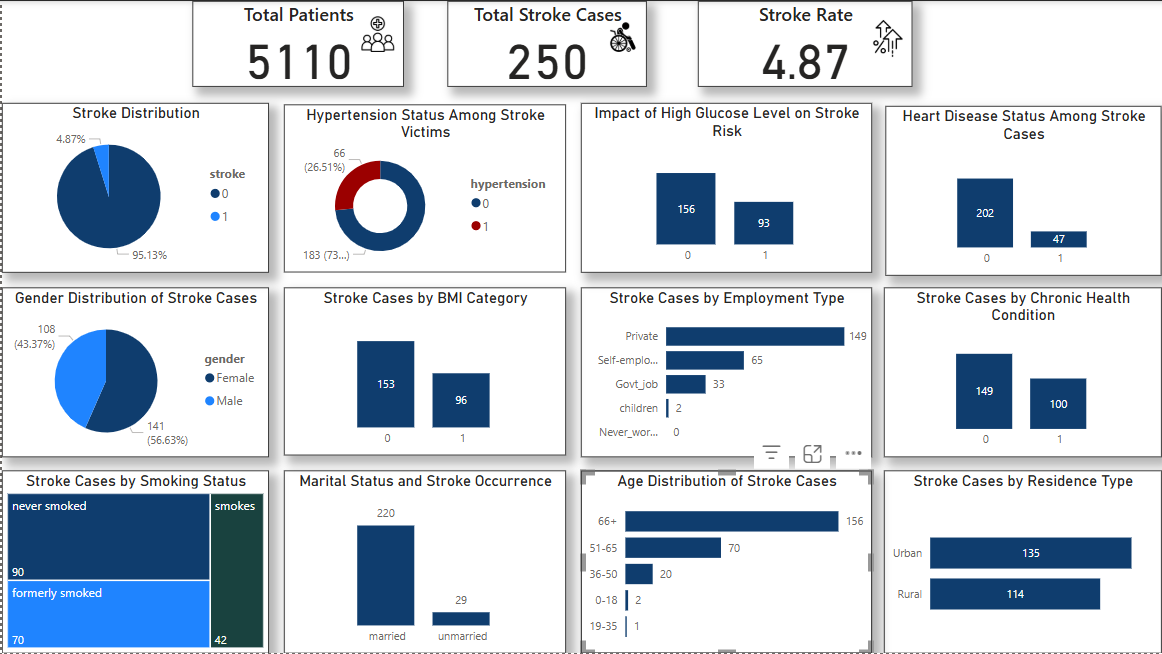 Total Patients
5110
Total Stroke Cases
250
Stroke Rate
%
4.87
Stroke Distribution
4.87%
95.13%
stroke
0
1
Hypertension Status Among Stroke
Victims
66
(26.51%)
183 (73...)
hypertension
0
1
Impact of High Glucose Level on Stroke
Risk
156
93
0
1
Heart Disease Status Among Stroke
Cases
202
47
0
1
Gender Distribution of Stroke Cases
108
(43.37%)
141
(56.63%)
gender
Female
Male
Stroke Cases by BMI Category
153
96
0
1
Stroke Cases by Employment Type
Private 149
Self-emplo... 65
Govt_job 33
children 2
Never_wor... 0
Stroke Cases by Chronic Health
Condition
149
100
0
1
Stroke Cases by Smoking Status
never smoked
90
formerly smoked
70
smokes
42
Marital Status and Stroke Occurrence
220
29
married
unmarried
Age Distribution of Stroke Cases
66+ 156
51-65 70
36-50 20
0-18 2
19-35 1
Stroke Cases by Residence Type
Urban 135
Rural 114